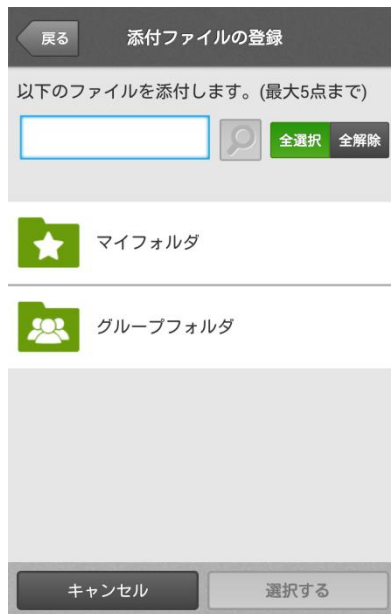 戻る
添付ファイルの登録
以下のファイルを添付します。(最大5点まで)
全選択 全解除
マイフォルダ
グループフォルダ
キャンセル
選択する